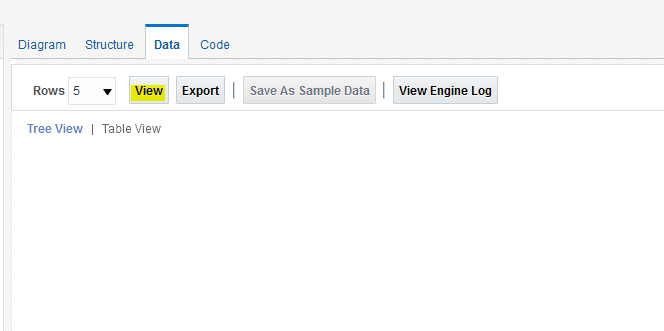 Diagram Structure Data Code
Rows 5 View Export | Save As Sample Data | View Engine Log
Tree View | Table View